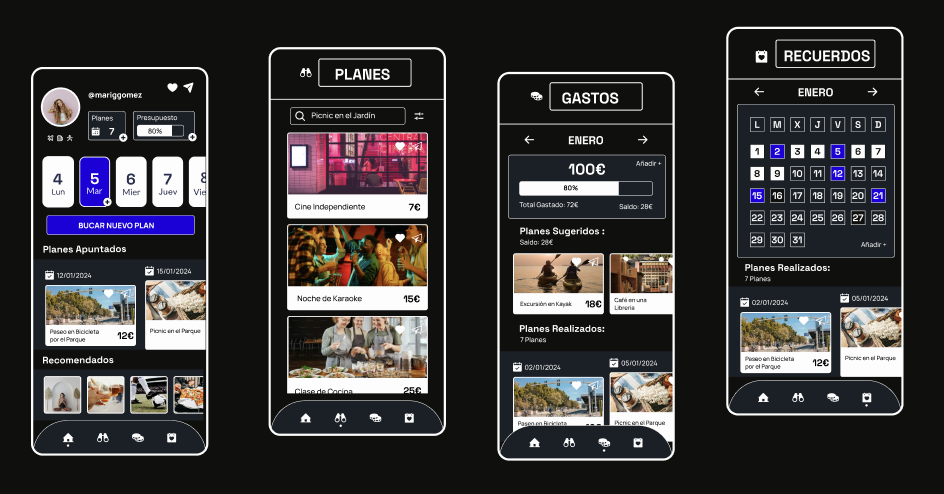 @mariggomez
Planes
7
Presupuesto
80%
4
Lun
5
Mar
6
Mier
7
Juev
8
Vie
BUCAR NUEVO PLAN
Planes Apuntados
12/01/2024
Paseo en Bicicleta
por el Parque
12€
15/01/2024
Picnic en el Parque
Recomendados
PLANES
Picnic en el Jardín
CENTRA
Cine Independiente
7€
Noche de Karaoke
15€
Clase de Cocina
25€
GASTOS
ENERO
100€
Añadir +
80%
Total Gastado: 72€
Saldo: 28€
Planes Sugeridos :
Saldo: 28€
Excursión en Kayak
18€
Café en una
Libreria
Planes Realizados:
7 Planes
02/01/2024
Paseo en Bicicleta
12€
05/01/2024
Picnic en el Parque
RECUERDOS
ENERO
L M X J V S D
1 2 3 4 5 6 7
8 9 10 11 12 13 14
15 16 17 18 19 20 21
22 23 24 25 26 27 28
29 30 31
Añadir +
Planes Realizados:
7 Planes
02/01/2024
Paseo en Bicicleta
por el Parque
12€
05/01/2024
Picnic en el Parque